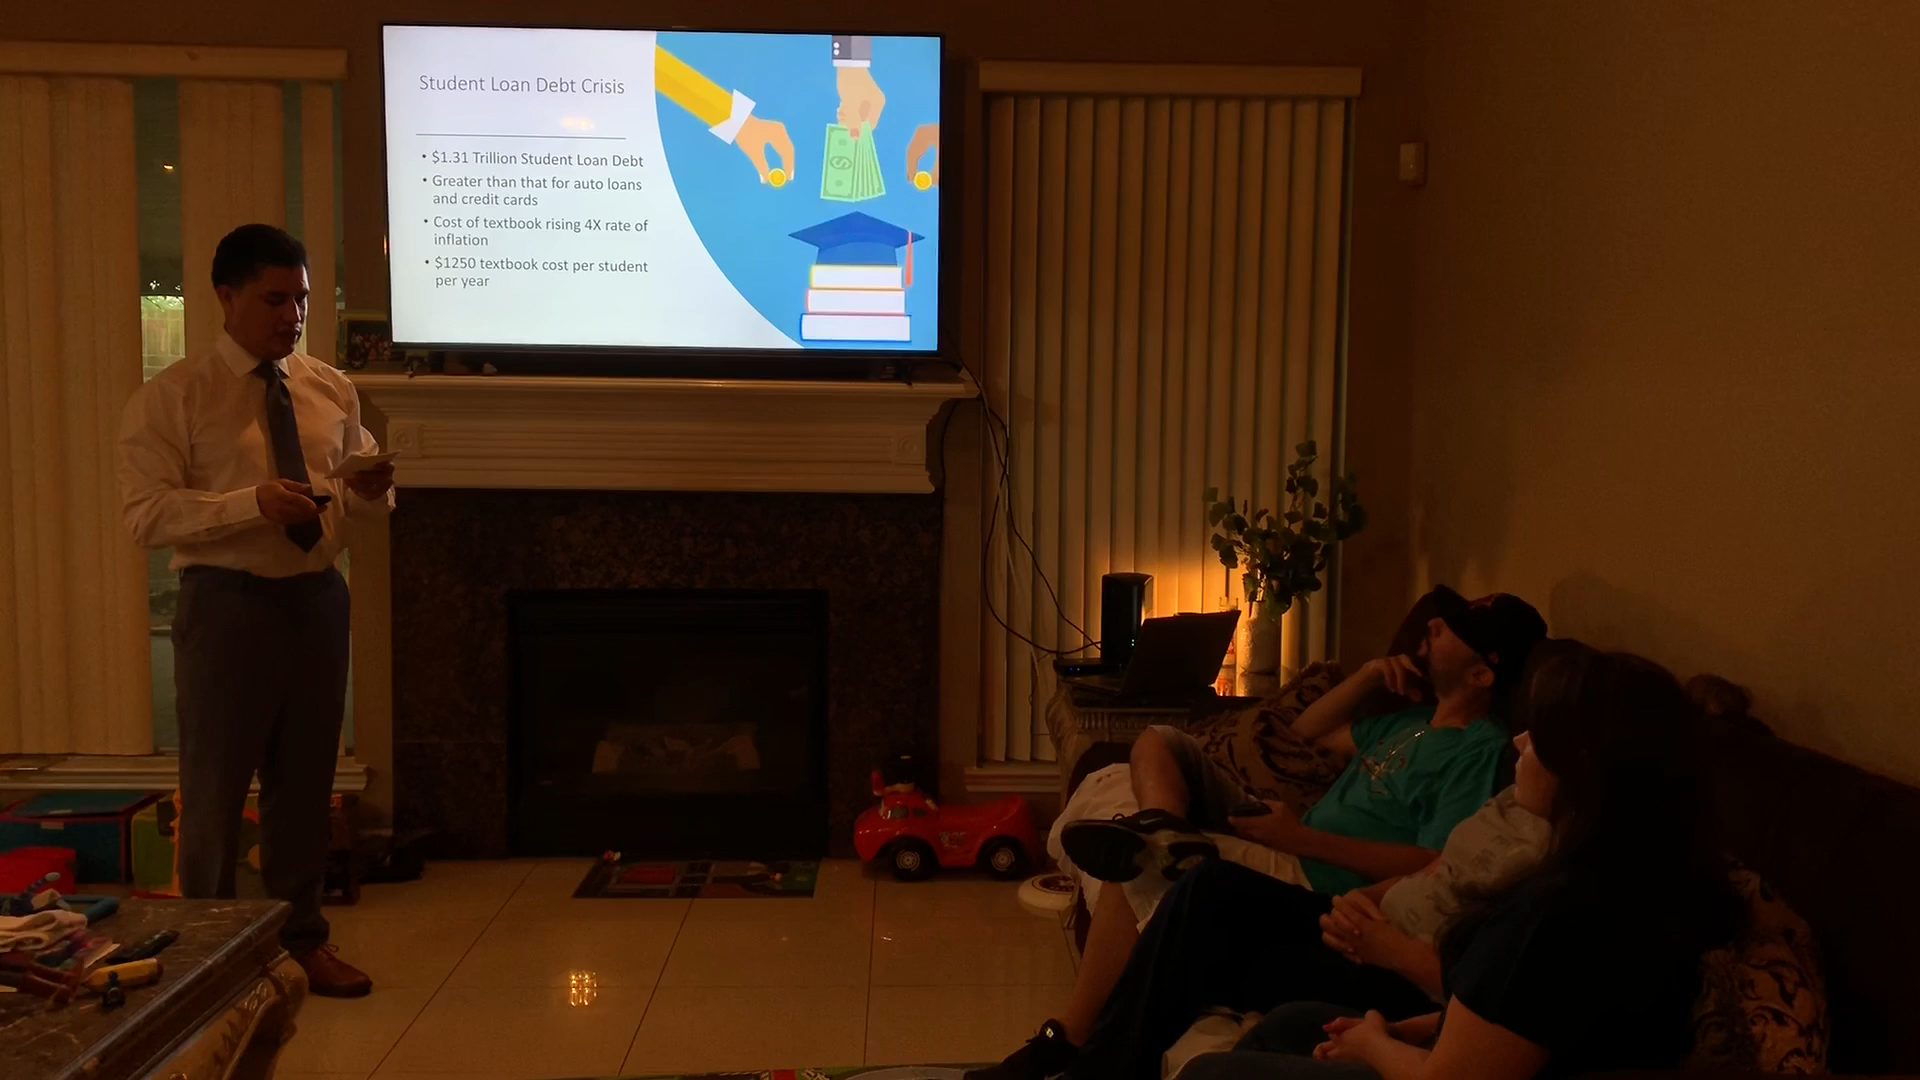 Student Loan Debt Crisis
• $1.31 Trillion Student Loan Debt
• Greater than that for auto loans
and credit cards
• Cost of textbook rising 4X rate of
inflation
• $1250 textbook cost per student
per year